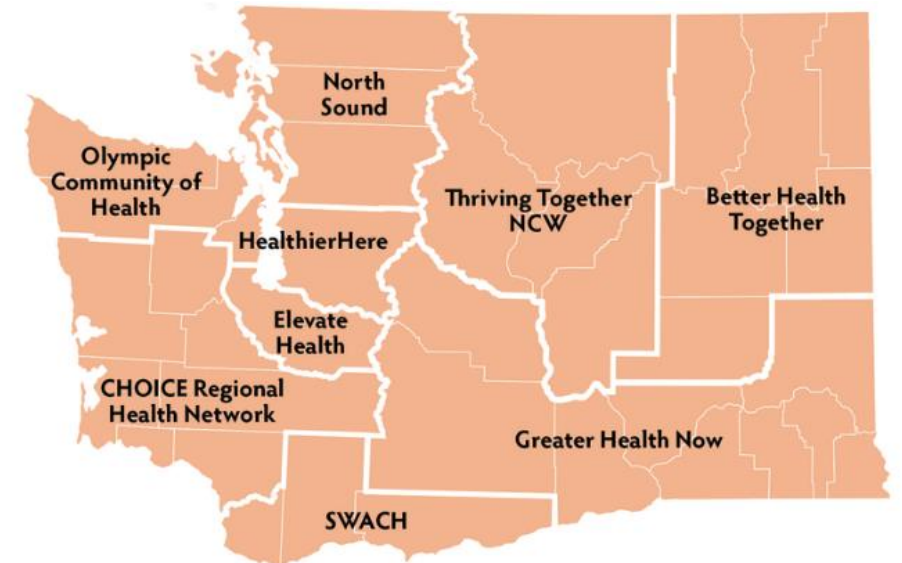 North
Sound
Olympic
Community of
Health
Thriving Together
NCW
Better Health
Together
HealthierHere
Elevate
Health
CHOICE Regional
Health Network
Greater Health Now
SWACH